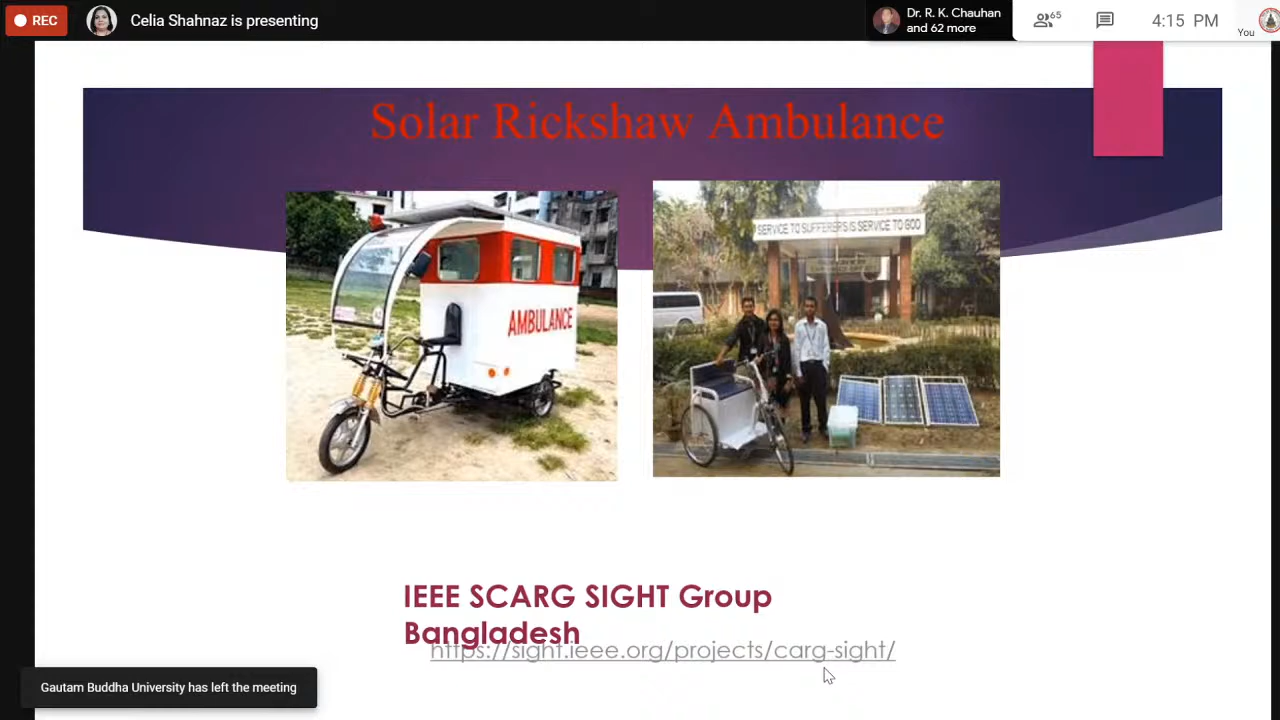 REC
Celia Shahnaz is presenting
Dr. R. K. Chauhan
and 62 more
65
4:15 PM
You
Solar Rickshaw Ambulance
AMBULANCE
SERVICE TO SUFFERERS IS SERVICE TO GOD
IEEE SCARG SIGHT Group
Bangladesh
https://sight.ieee.org/projects/carg-sight/
Gautam Buddha University has left the meeting